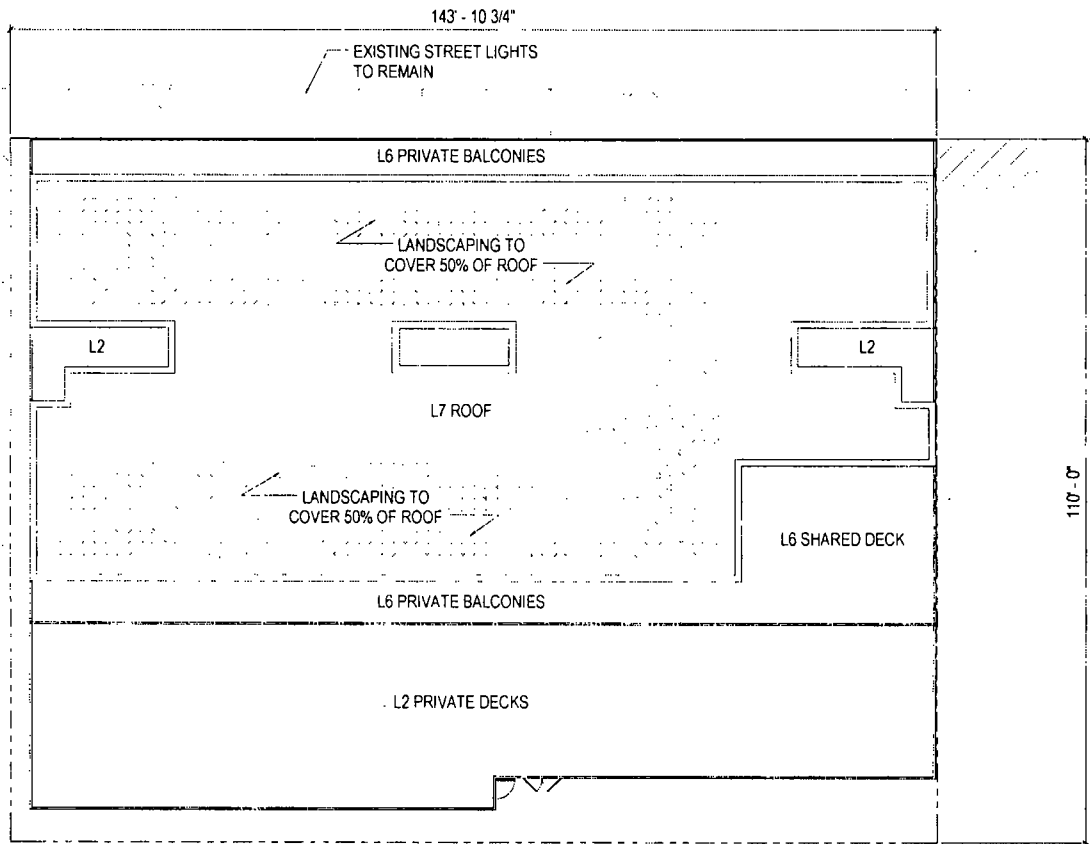 143' - 10 3/4"
EXISTING STREET LIGHTS
TO REMAIN
L6 PRIVATE BALCONIES
LANDSCAPING TO
COVER 50% OF ROOF
L2
L2
L7 ROOF
110' - 0"
LANDSCAPING TO
COVER 50% OF ROOF
L6 SHARED DECK
L6 PRIVATE BALCONIES
L2 PRIVATE DECKS